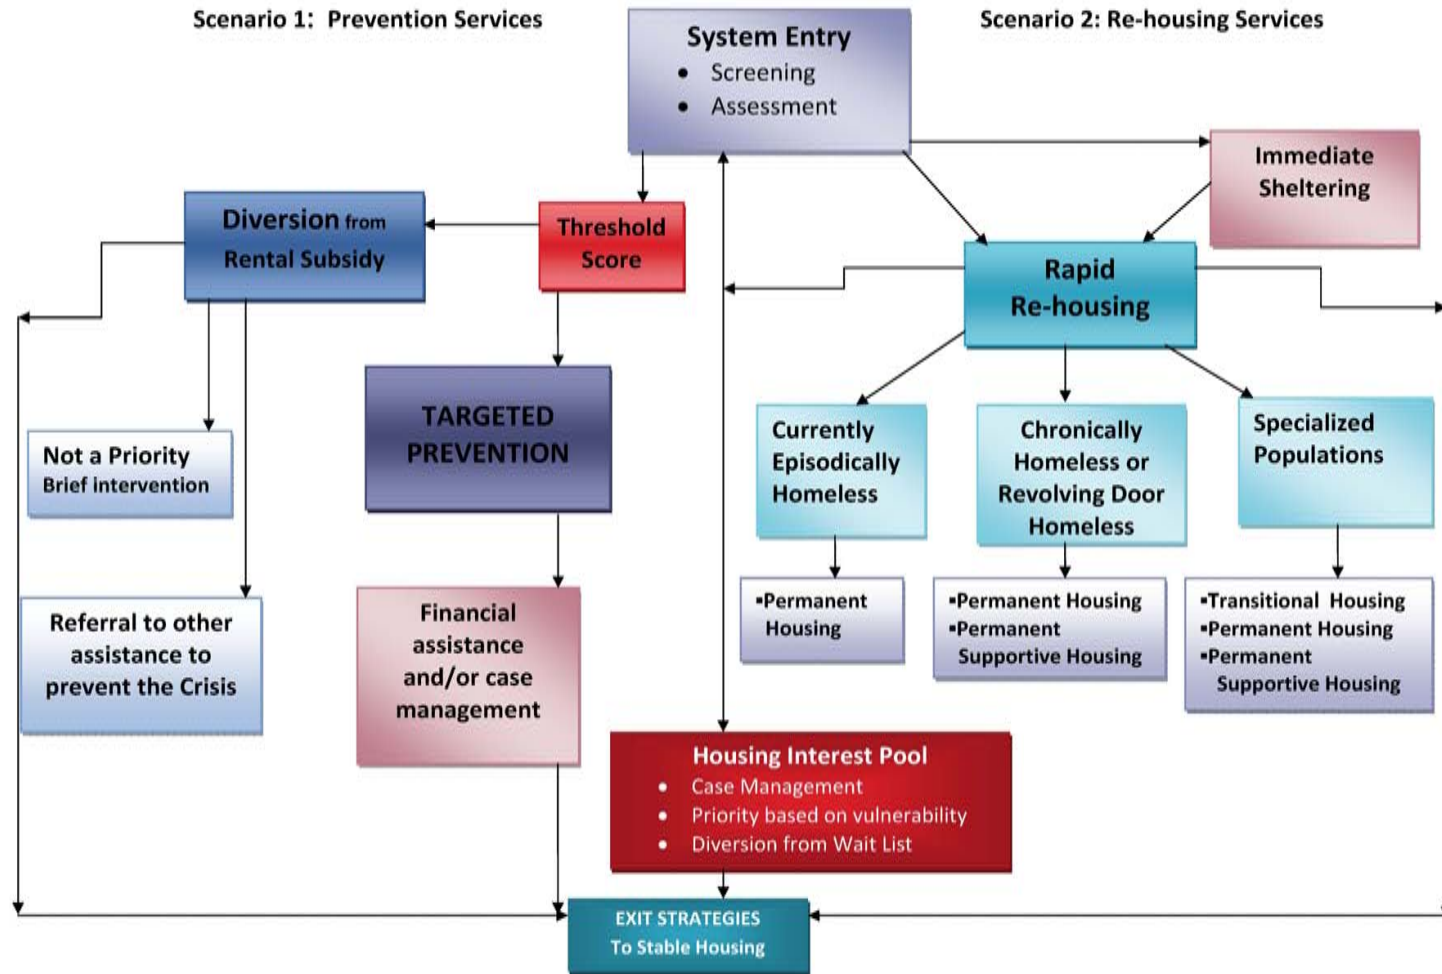 Scenario 1: Prevention Services
System Entry
• Screening
• Assessment
Scenario 2: Re-housing Services
Immediate
Sheltering
Diversion from
Rental Subsidy
Threshold
Score
Rapid
Re-housing
TARGETED
PREVENTION
Not a Priority
Brief intervention
Currently
Episodically
Homeless
Chronically
Homeless or
Revolving Door
Homeless
Specialized
Populations
Referral to other
assistance to
prevent the Crisis
Financial
assistance
and/or case
management
▪Permanent
Housing
▪Permanent Housing
▪Permanent
Supportive Housing
▪Transitional Housing
▪Permanent Housing
▪Permanent
Supportive Housing
Housing Interest Pool
• Case Management
• Priority based on vulnerability
• Diversion from Wait List
EXIT STRATEGIES
To Stable Housing